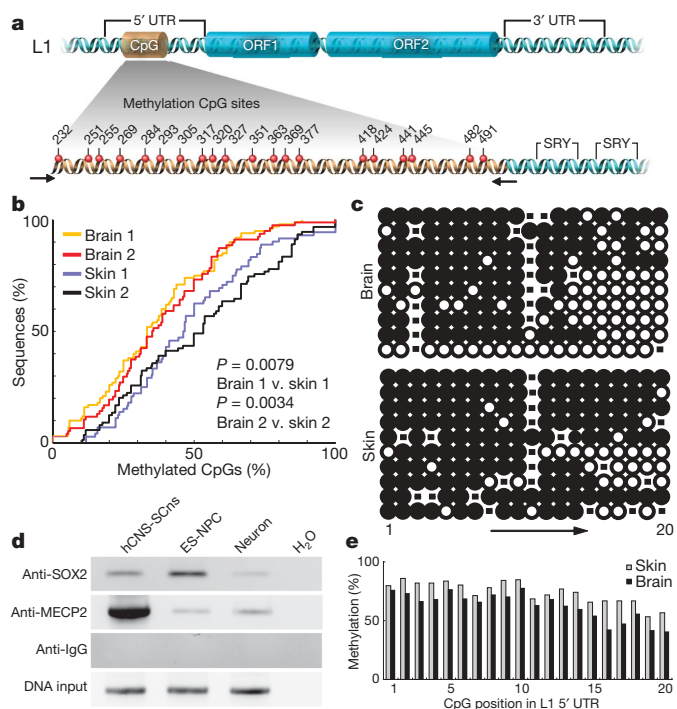 a
5′ UTR
3′ UTR
L1
CpG
ORF1
ORF2
Methylation CpG sites
232
251
255
269
284
293
305
317
320
327
351
363
369
377
418
424
441
445
482
491
SRY
SRY
b
100
50
0
Sequences (%)
Brain 1
Brain 2
Skin 1
Skin 2
P = 0.0079
Brain 1 v. skin 1
P = 0.0034
Brain 2 v. skin 2
0
50
100
Methylated CpGs (%)
c
Brain
Skin
1
20
d
hCNS-SCns
ES-NPC
Neuron
H2O
Anti-SOX2
Anti-MECP2
Anti-IgG
DNA input
e
100
50
0
Methylation (%)
Skin
Brain
1
5
10
15
20
CpG position in L1 5′ UTR